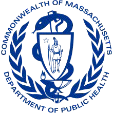 COMMONWEALTH OF MASSACHUSETTS
DEPARTMENT OF PUBLIC HEALTH